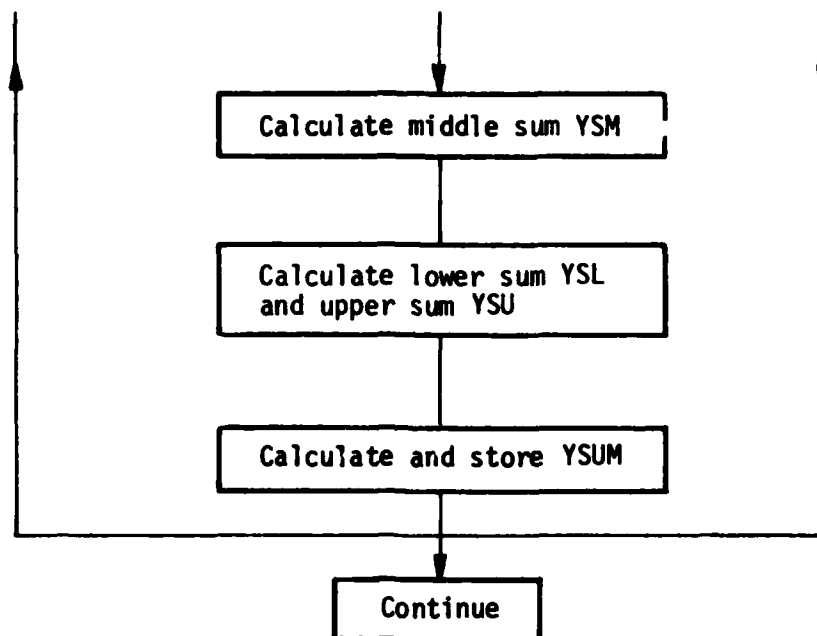 Calculate middle sum YSM
Calculate lower sum YSL
and upper sum YSU
Calculate and store YSUM
Continue